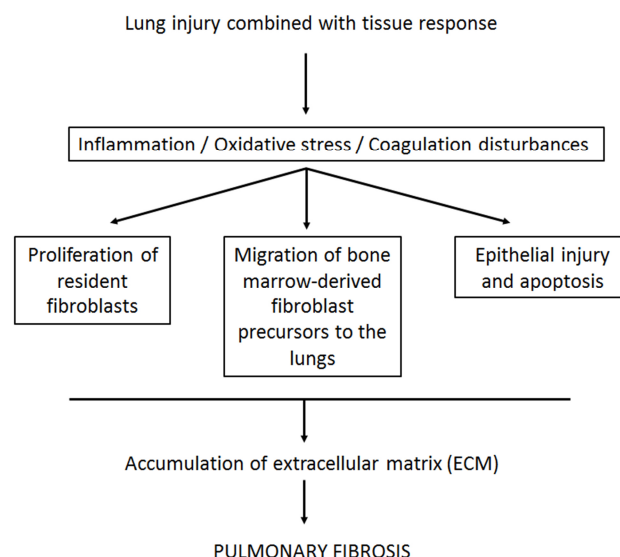 Lung injury combined with tissue response
Inflammation / Oxidative stress / Coagulation disturbances
Proliferation of
resident
fibroblasts
Migration of bone
marrow-derived
fibroblast
precursors to the
lungs
Epithelial injury
and apoptosis
Accumulation of extracellular matrix (ECM)
PULMONARY FIBROSIS